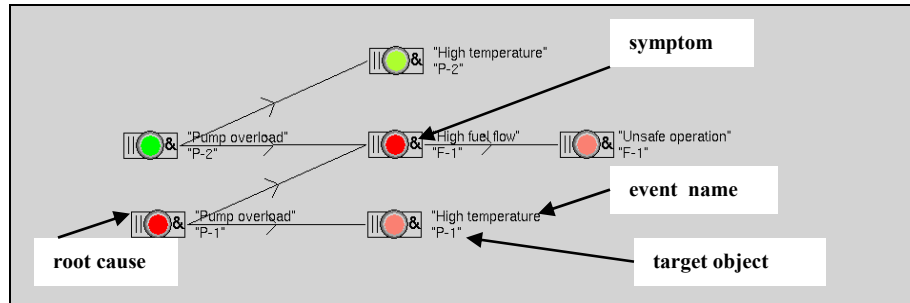 "High temperature"
"P-2"
symptom
"Pump overload"
"P-2"
"High fuel flow"
"F-1"
"Unsafe operation"
"F-1"
event name
"Pump overload"
"P-1"
"High temperature
"P-1"
root cause
target object
& 
&
&
&
&
&